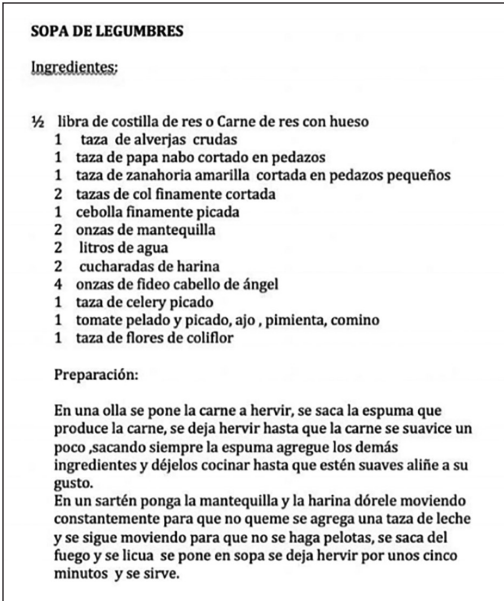 SOPA DE LEGUMBRES
Ingredientes:
½ libra de costilla de res o Carne de res con hueso
1 taza de alverjas crudas
1 taza de papa nabo cortado en pedazos
1 taza de zanahoria amarilla cortada en pedazos pequeños
2 tazas de col finamente cortada
1 cebolla finamente picada
2 onzas de mantequilla
2 litros de agua
2 cucharadas de harina
4 onzas de fideo cabello de ángel
1 taza de celery picado
1 tomate pelado y picado, ajo , pimienta, comino
1 taza de flores de coliflor
Preparación:
En una olla se pone la carne a hervir, se saca la espuma que
produce la carne, se deja hervir hasta que la carne se suavice un
poco ,sacando siempre la espuma agregue los demás
ingredientes y déjelos cocinar hasta que estén suaves aliñe a su
gusto.
En un sartén ponga la mantequilla y la harina dórele moviendo
constantemente para que no queme se agrega una taza de leche
y se sigue moviendo para que no se haga pelotas, se saca del
fuego y se licua se pone en sopa se deja hervir por unos cinco
minutos y se sirve.